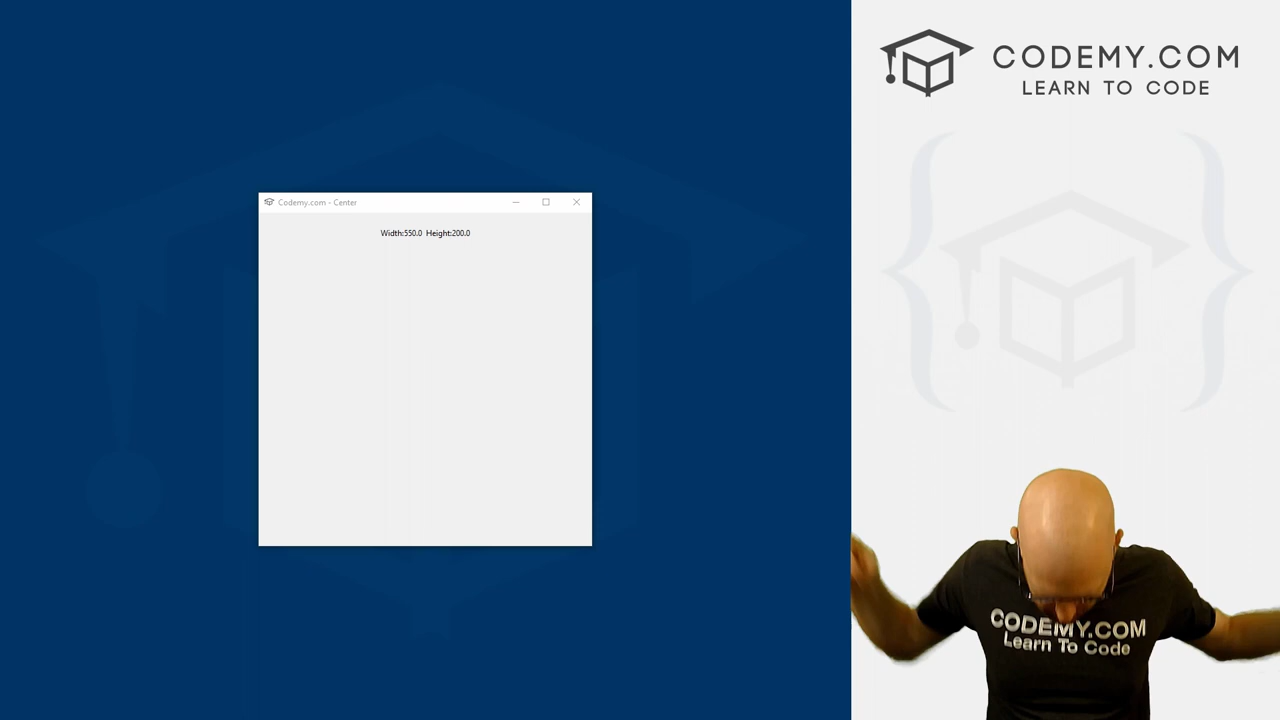 Codemy.com - Center
Width:550.0 Height:200.0
CODEMY.COM
LEARN TO CODE
CODEMY.COM
Learn To Code